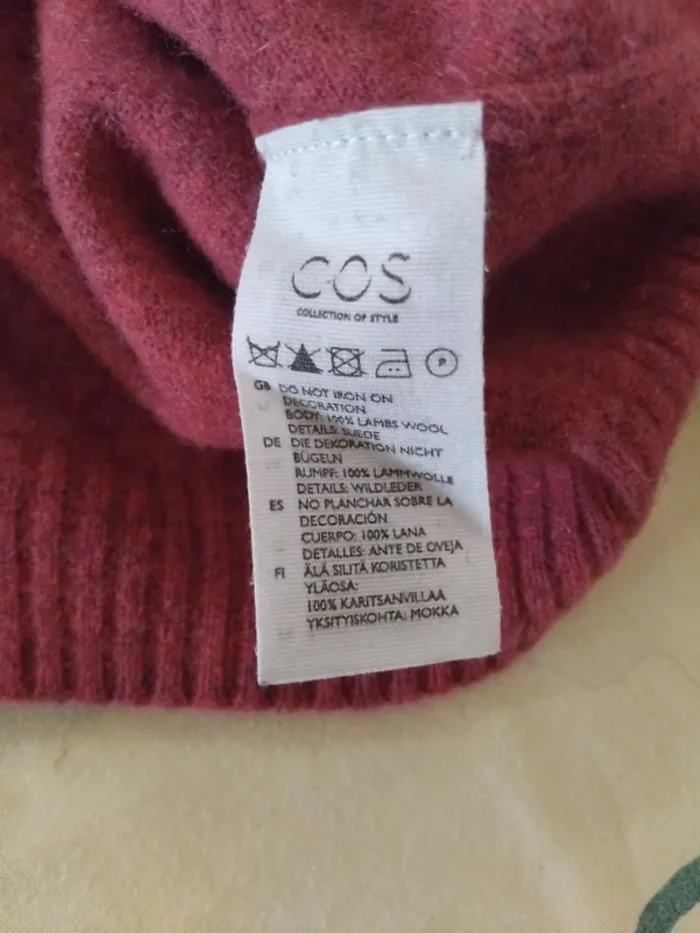 COS
COLLECTION OF STYLE
P
GB DO NOT IRON ON
DECORATION
BODY: 100% LAMBS WOOL
DETAILS: SUEDE
DE DIE DEKORATION NICHT
BÜGELN
RUMPF: 100% LAMMWOLLE
DETAILS: WILDLEDER
ES NO PLANCHAR SOBRE LA
DECORACIÓN
CUERPO: 100% LANA
DETALLES: ANTE DE OVEJA
FI ÄLÄ SILITÄ KORISTETTA
YLÄOSA:
100% KARITSANVILLAA
YKSITYISKOHTA: MOKKA